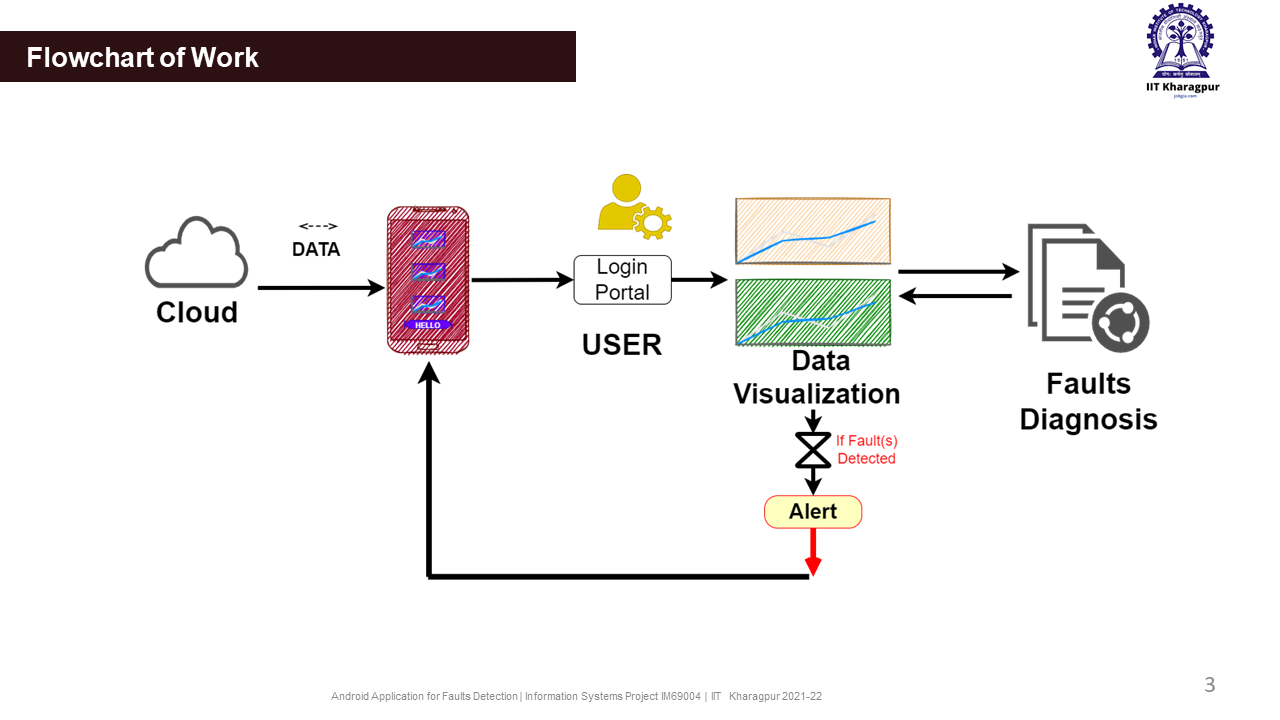 Flowchart of Work
IIT Kharagpur
<--->
DATA
Cloud
HELLO
Login
Portal
USER
Data
Visualization
Faults
Diagnosis
If Fault(s)
Detected
Alert
Android Application for Faults Detection| Information Systems Project IM69004 | IIT Kharagpur 2021-22
3